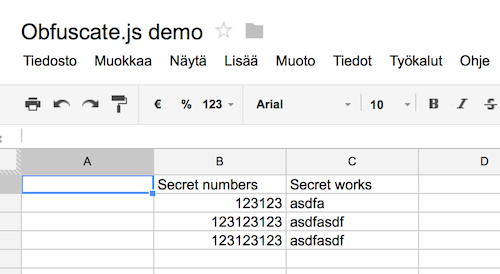 Obfuscate.js demo
Tiedosto Muokkaa Näytä Lisää Muoto Tiedot Työkalut Ohje
€ % 123 Arial 10 B I S
A B C D
Secret numbers Secret works
123123 asdfa
123123123 asdfasdf
123123123 asdfasdf